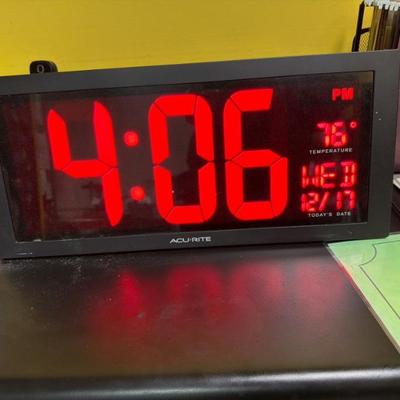 PM
4:06
76°
TEMPERATURE
WED
12/17
TODAY'S DATE
ACU·RITE